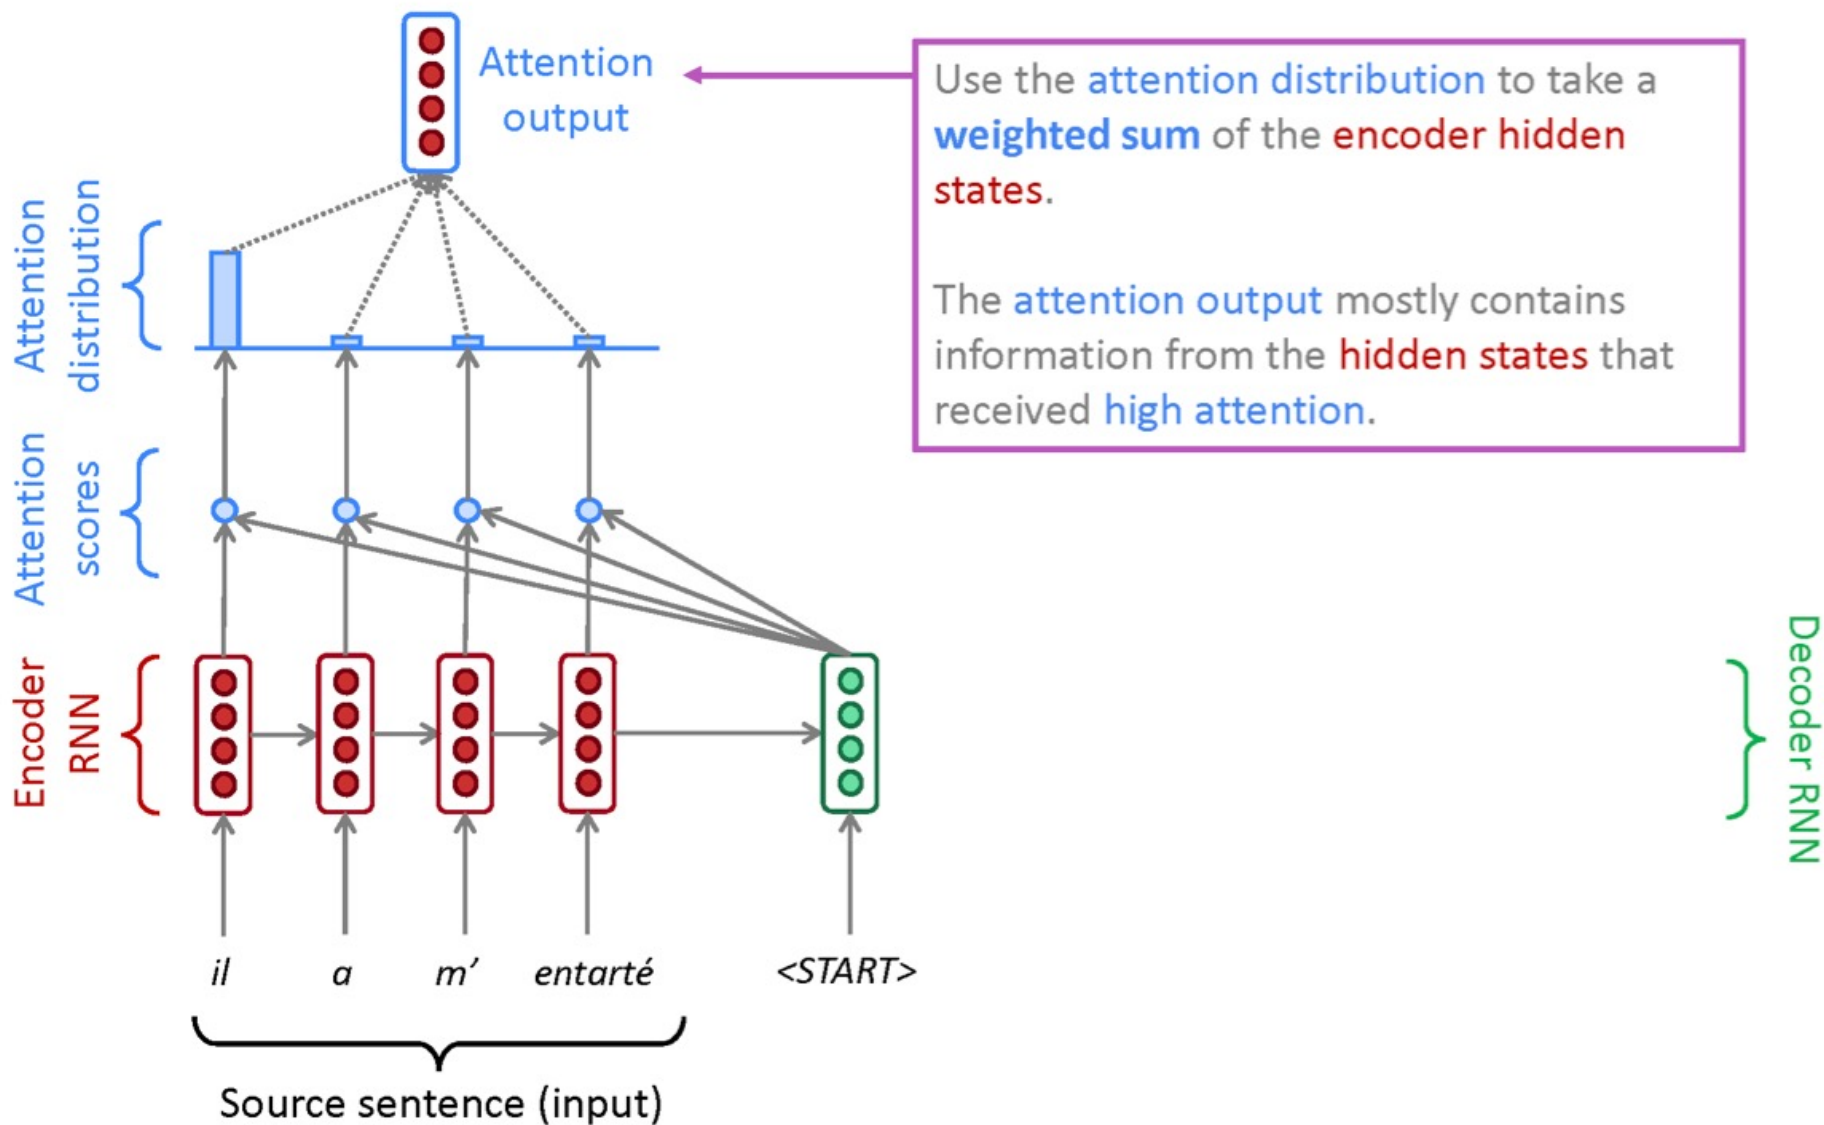 Attention
output
Use the attention distribution to take a
weighted sum of the encoder hidden
states.
The attention output mostly contains
information from the hidden states that
received high attention.
Attention
distribution
Attention
scores
Encoder
RNN
Decoder RNN
il a m’ entarté <START>
Source sentence (input)